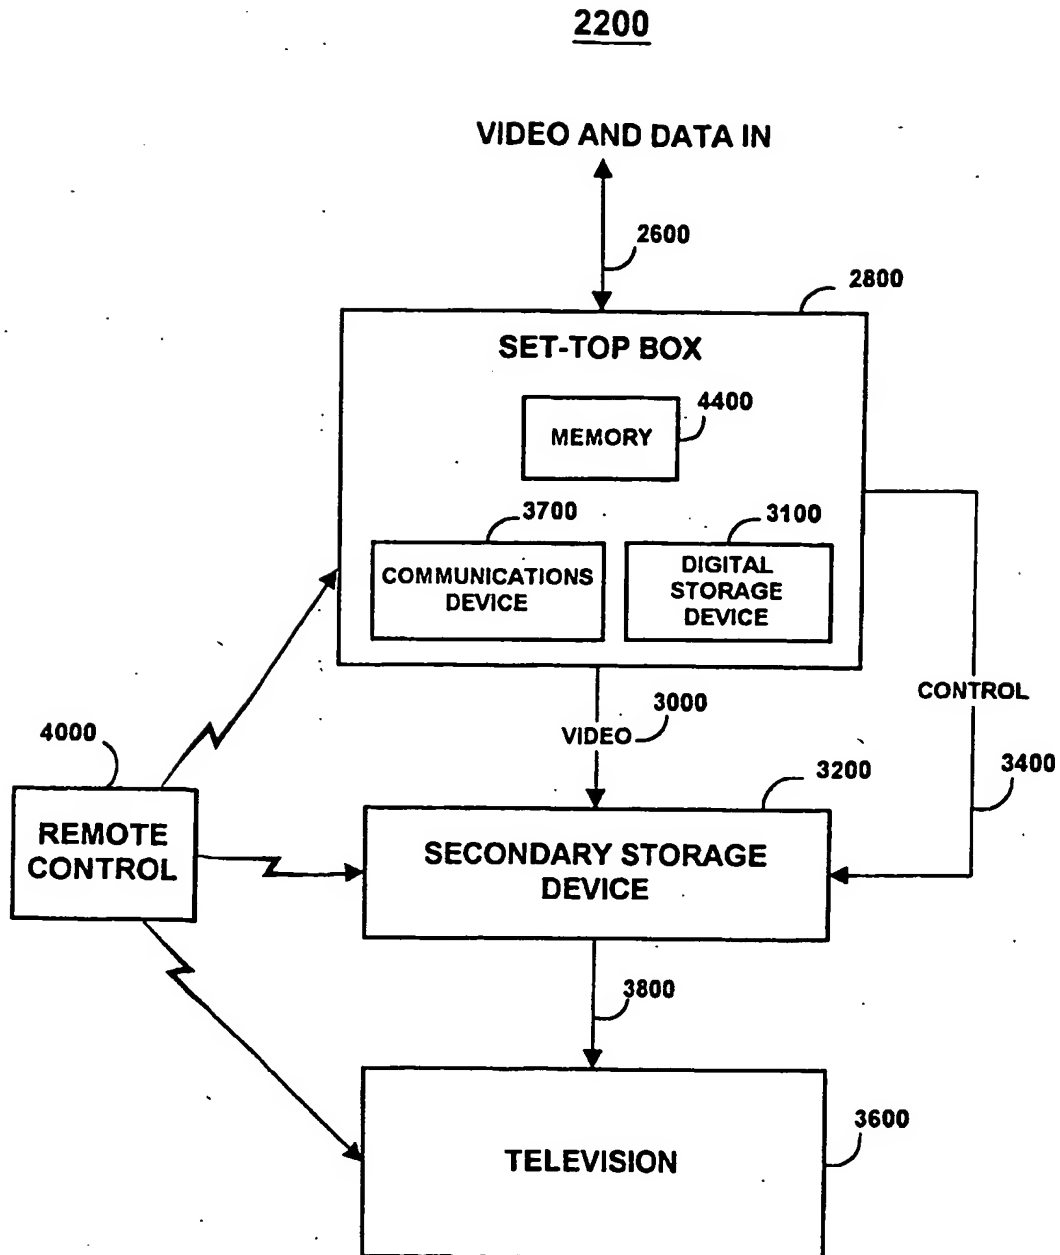 2200
VIDEO AND DATA IN
2600
2800
SET-TOP BOX
4400
MEMORY
3700
3100
COMMUNICATIONS
DEVICE
DIGITAL
STORAGE
DEVICE
CONTROL
3000
VIDEO
4000
3200
3400
REMOTE
CONTROL
SECONDARY STORAGE
DEVICE
3800
3600
TELEVISION